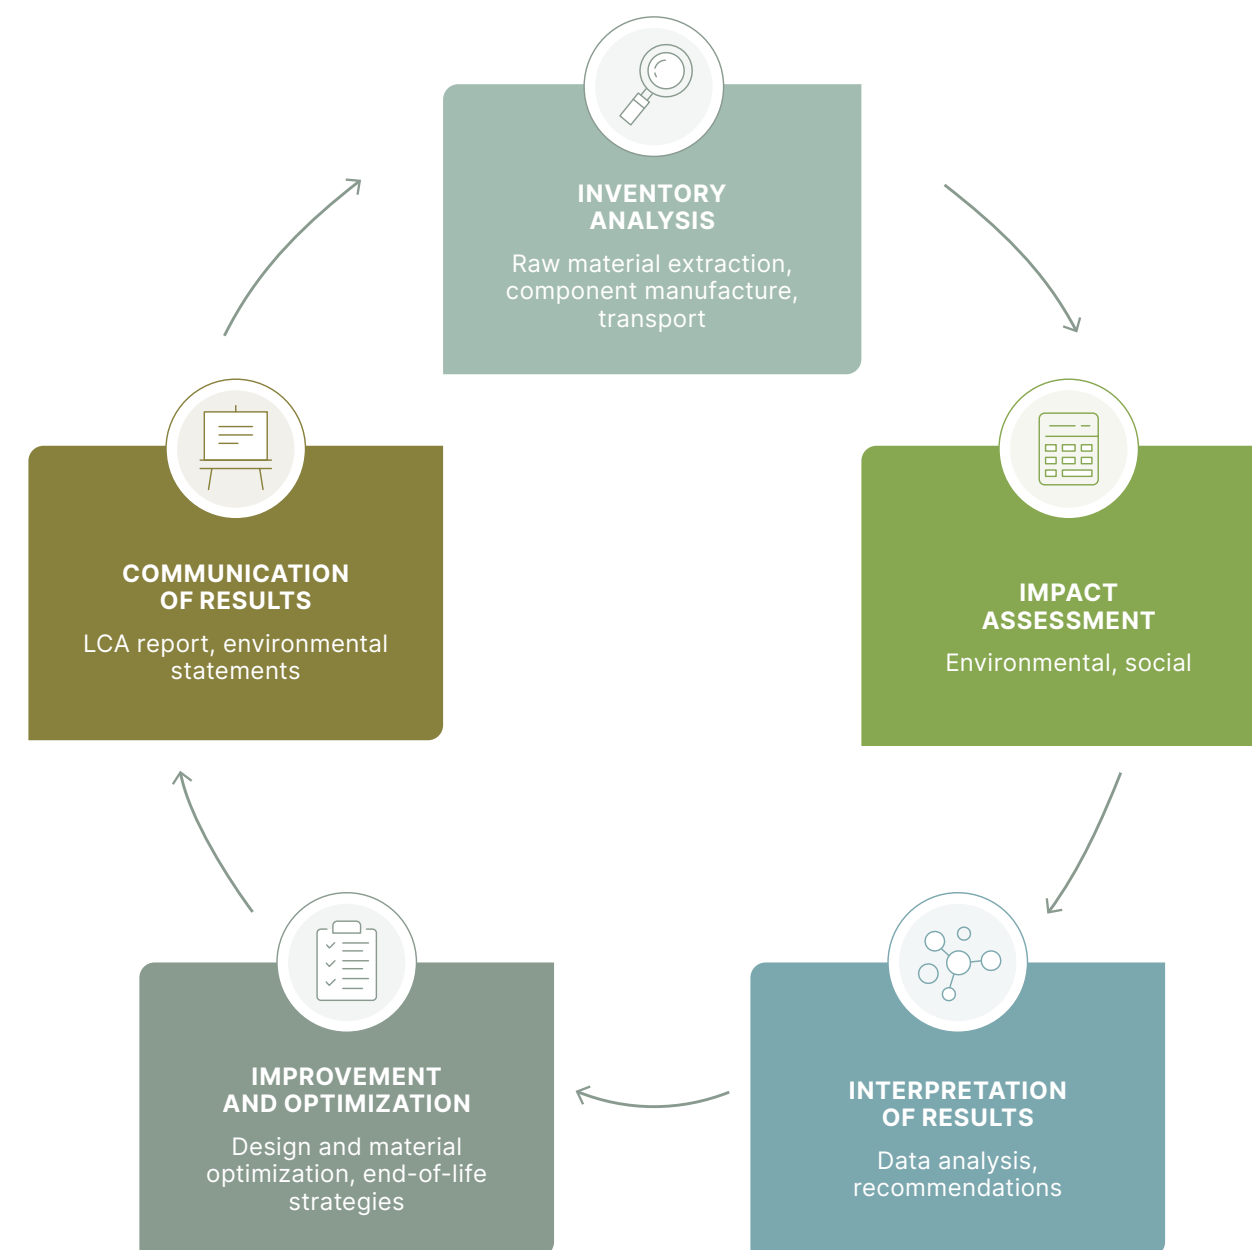 INVENTORY
ANALYSIS
Raw material extraction,
component manufacture,
transport
IMPACT
ASSESSMENT
Environmental, social
INTERPRETATION
OF RESULTS
Data analysis,
recommendations
IMPROVEMENT
AND OPTIMIZATION
Design and material
optimization, end-of-life
strategies
COMMUNICATION
OF RESULTS
LCA report, environmental
statements